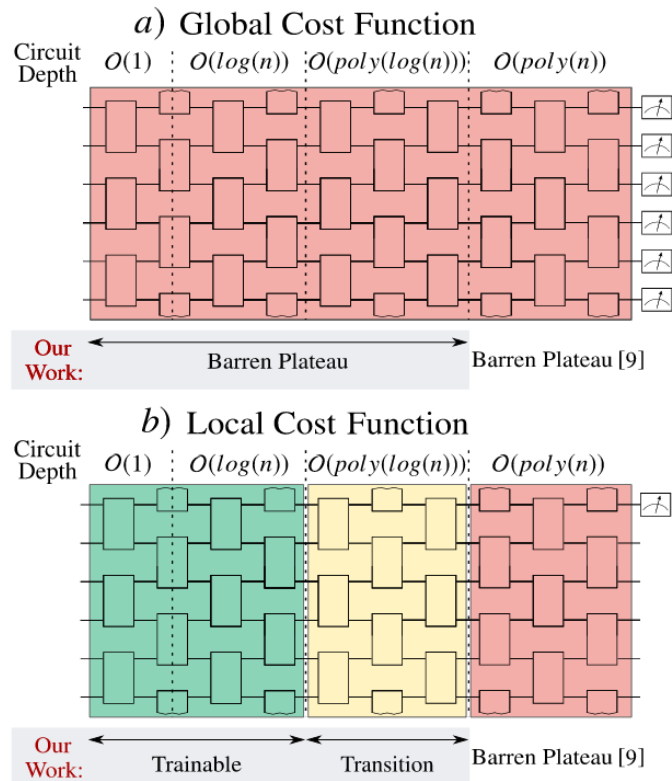 a) Global Cost Function
Circuit Depth O(1) O(log(n)) O(poly(log(n))) O(poly(n))
Our Work: Barren Plateau Barren Plateau [9]
b) Local Cost Function
Circuit Depth O(1) O(log(n)) O(poly(log(n))) O(poly(n))
Our Work: Trainable Transition Barren Plateau [9]